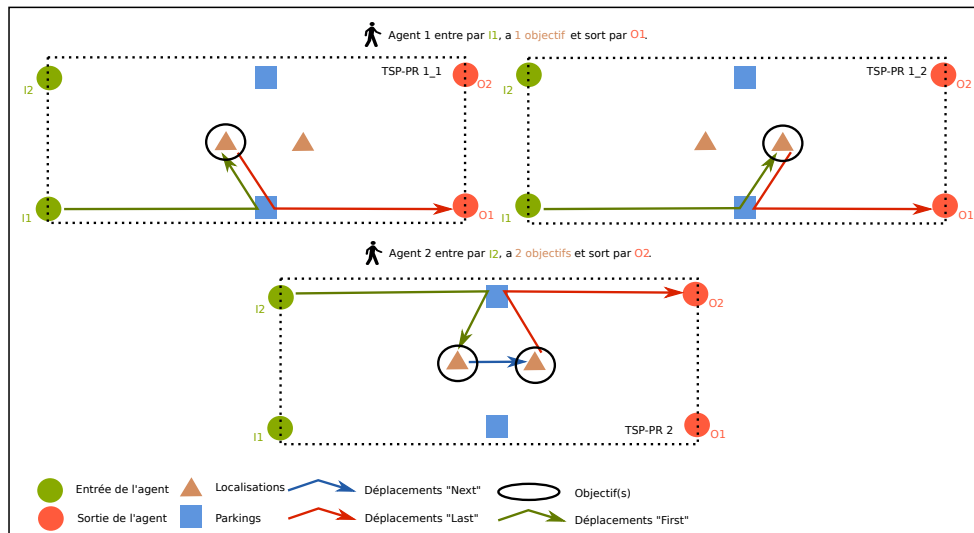 Agent 1 entre par I1, a 1 objectif et sort par O1.
TSP-PR 1_1
I2
O2
I1
O1
TSP-PR 1_2
I2
O2
I1
O1
Agent 2 entre par I2, a 2 objectifs et sort par O2.
I2
O2
I1
O1
TSP-PR 2
Entrée de l'agent
Localisations
Déplacements "Next"
Objectif(s)
Sortie de l'agent
Parkings
Déplacements "Last"
Déplacements "First"